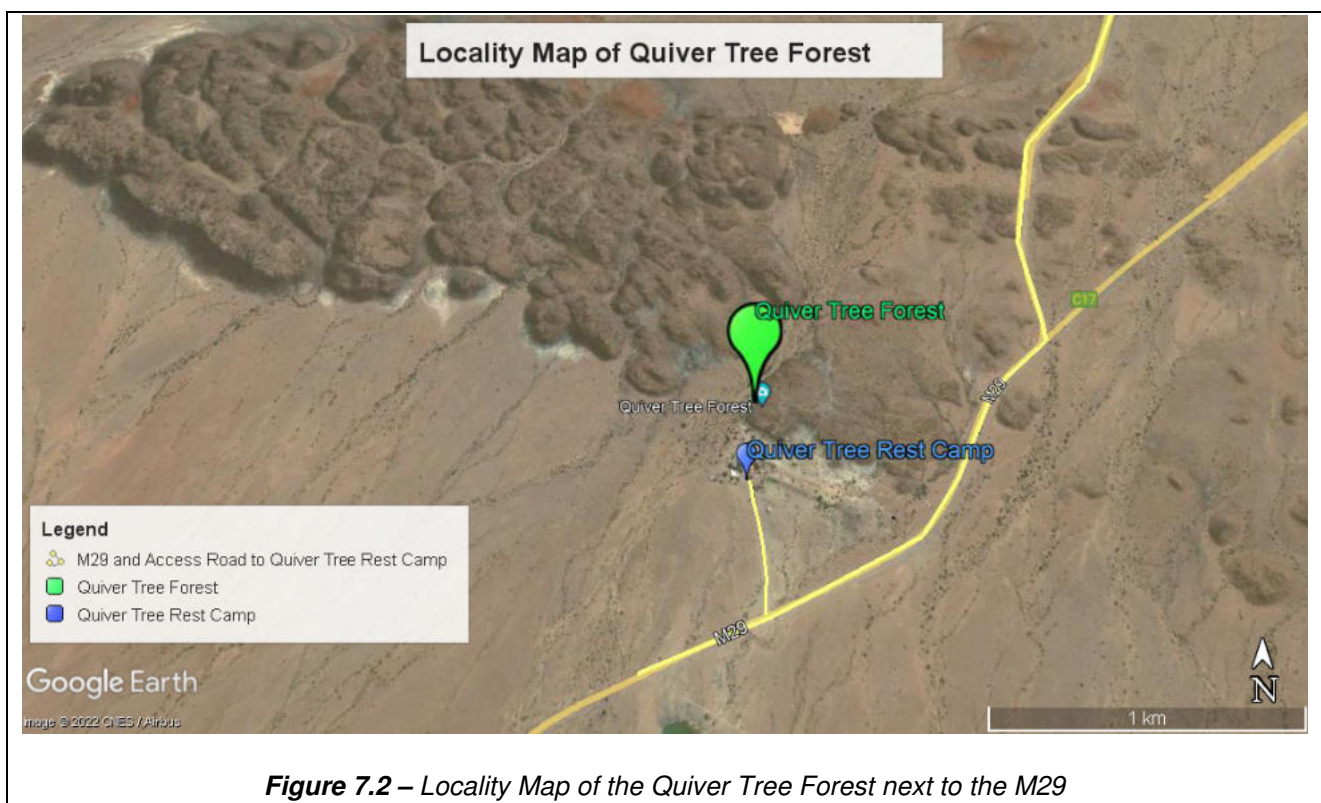 Locality Map of Quiver Tree Forest
Quiver Tree Forest
C17
M29
Quiver Tree Forest
Quiver Tree Rest Camp
Legend
M29 and Access Road to Quiver Tree Rest Camp
Quiver Tree Forest
Quiver Tree Rest Camp
M29
Google Earth
N
Image © 2022 CNES / Airbus
1 km
Figure 7.2 – Locality Map of the Quiver Tree Forest next to the M29